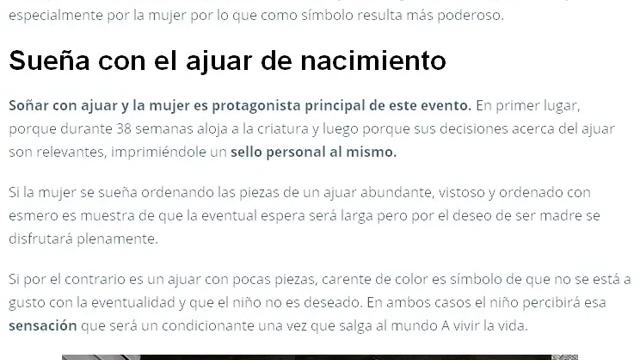 especialmente por la mujer por lo que como símbolo resulta más poderoso.
Sueña con el ajuar de nacimiento
Soñar con ajuar y la mujer es protagonista principal de este evento. En primer lugar,
porque durante 38 semanas aloja a la criatura y luego porque sus decisiones acerca del ajuar
son relevantes, imprimiéndole un sello personal al mismo.
Si la mujer se sueña ordenando las piezas de un ajuar abundante, vistoso y ordenado con
esmero es muestra de que la eventual espera será larga pero por el deseo de ser madre se
disfrutará plenamente.
Si por el contrario es un ajuar con pocas piezas, carente de color es símbolo de que no se está a
gusto con la eventualidad y que el niño no es deseado. En ambos casos el niño percibirá esa
sensación que será un condicionante una vez que salga al mundo A vivir la vida.